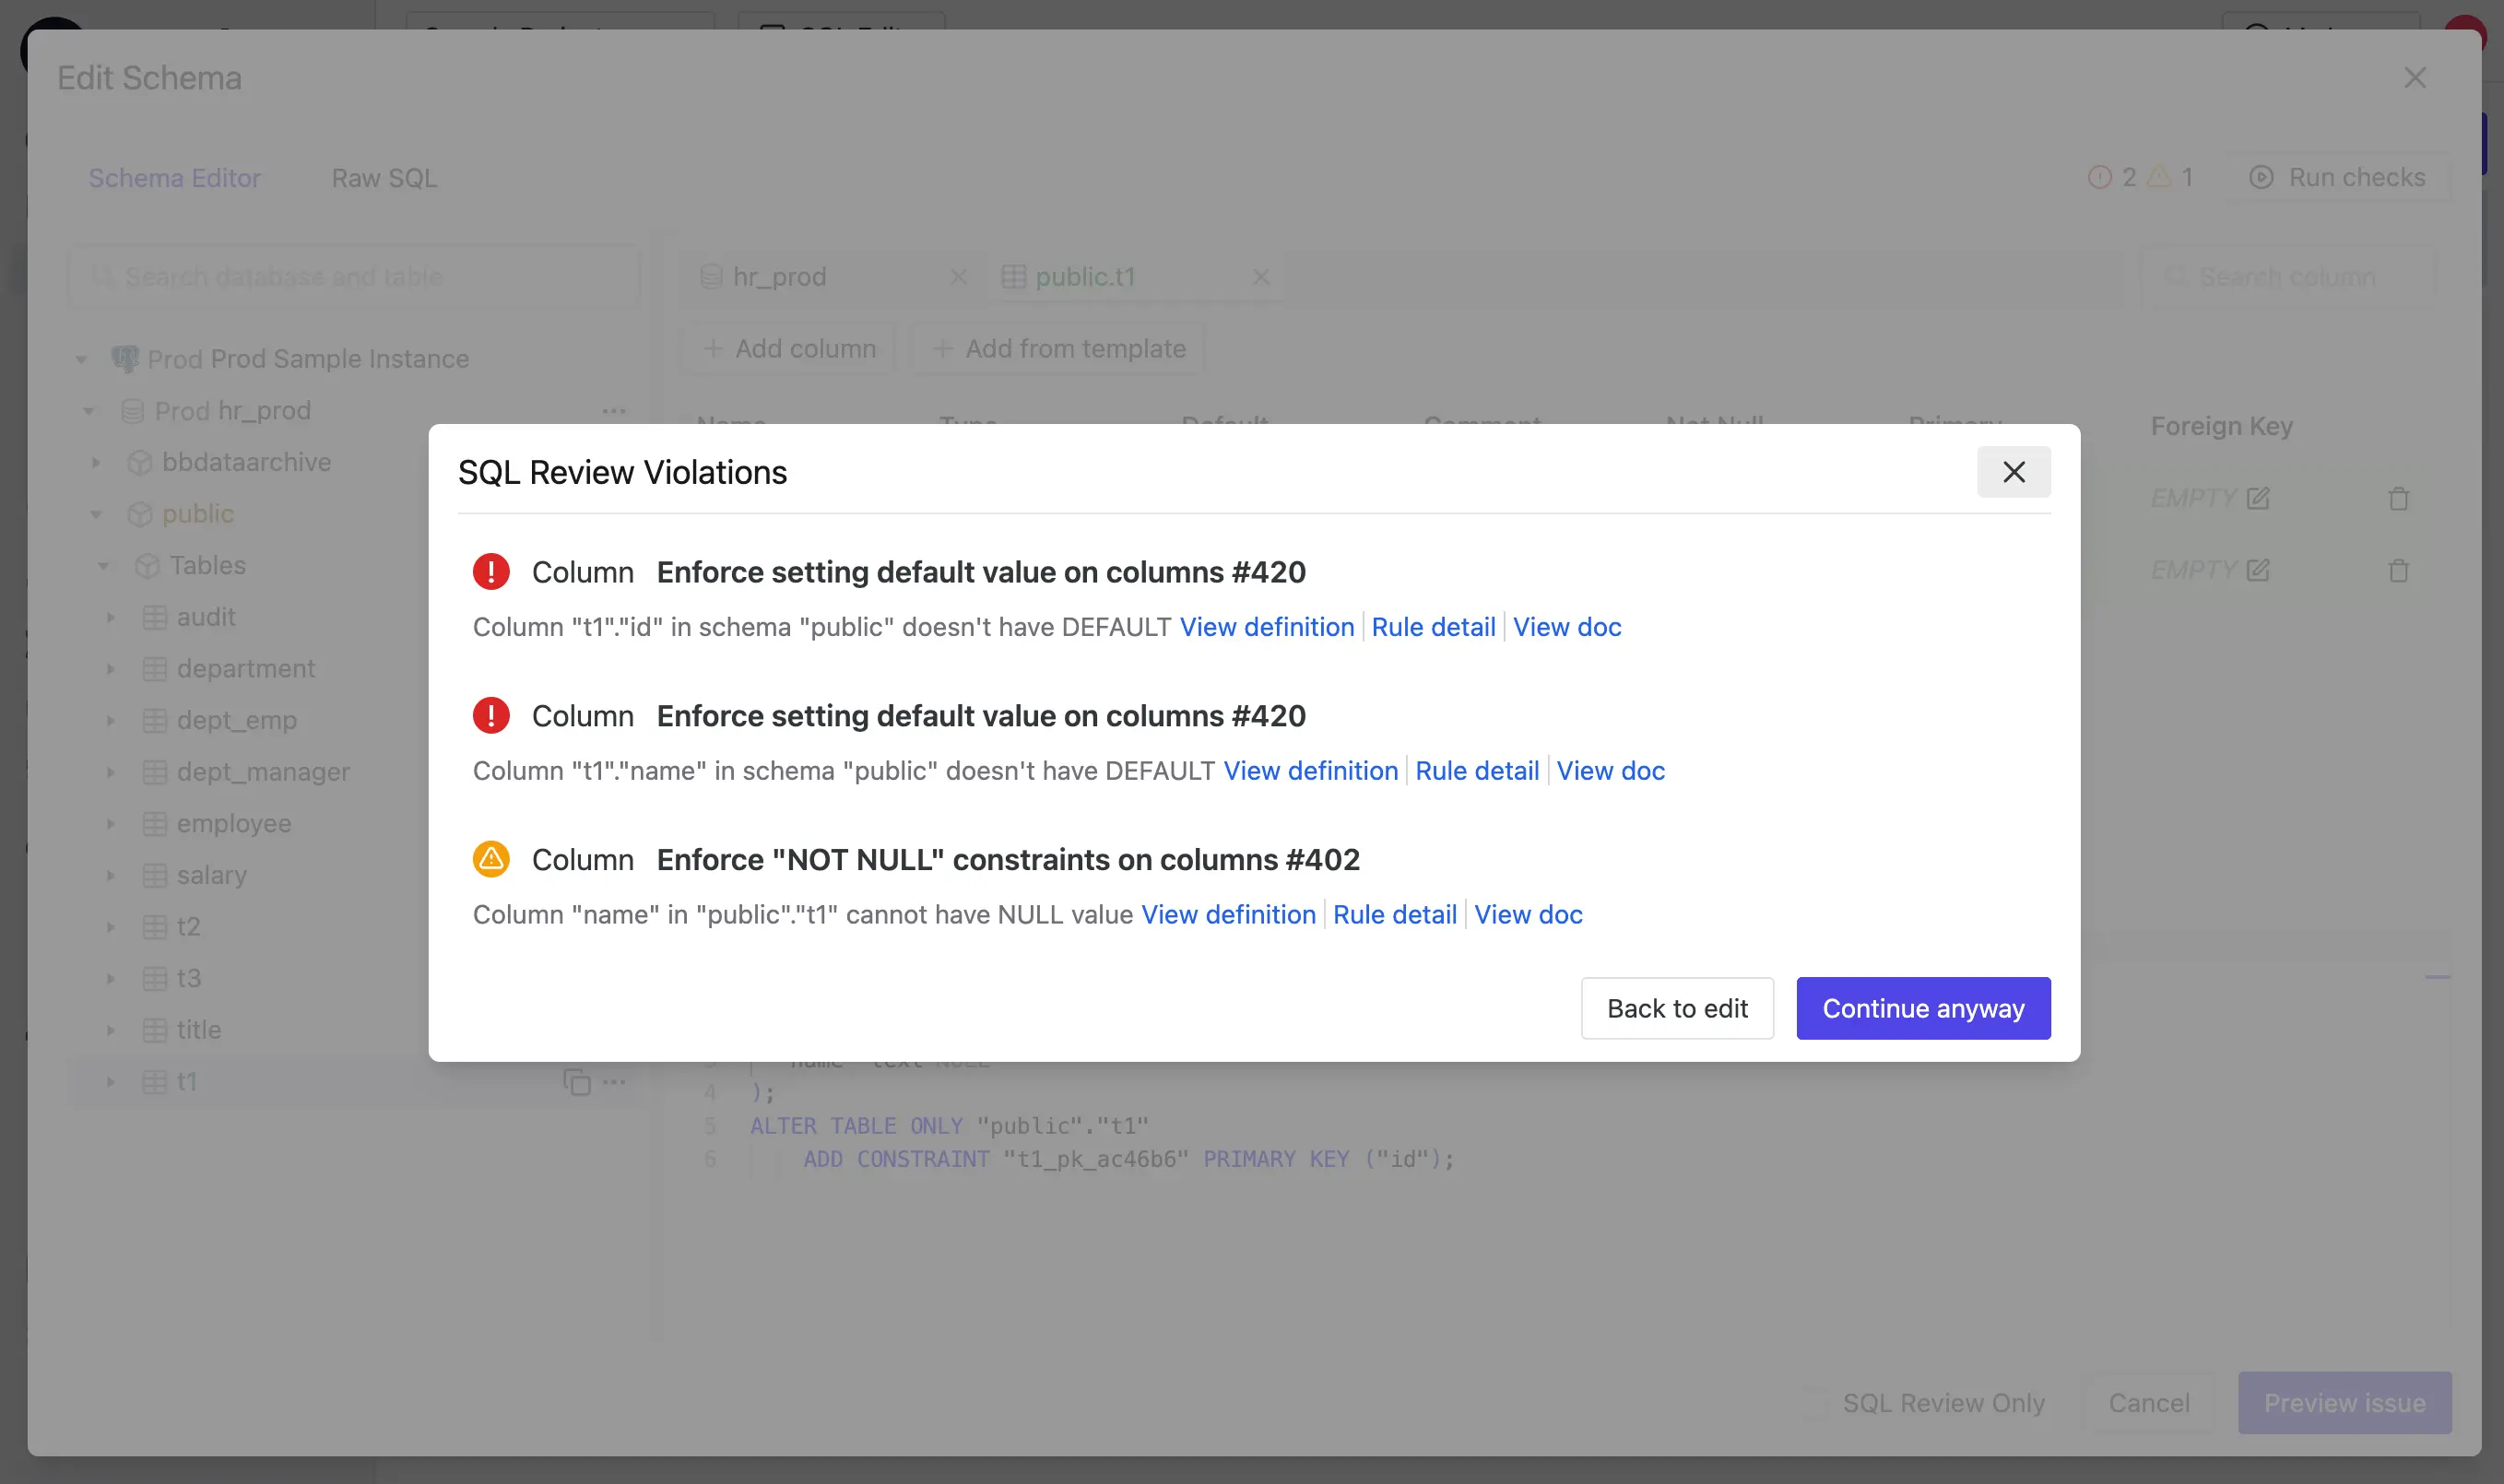 Edit Schema
Schema Editor
Raw SQL
2
1
Run checks
Search database and table
hr_prod
public.t1
Search column
Add column
Add from template
Prod Prod Sample Instance
Prod hr_prod
Name
Type
Default
Comment
Not Null
Primary
Foreign Key
bbdataarchive
public
Tables
audit
department
dept_emp
dept_manager
employee
salary
t2
t3
title
t1
EMPTY
EMPTY
SQL Review Violations
Column Enforce setting default value on columns #420
Column "t1"."id" in schema "public" doesn't have DEFAULT View definition Rule detail View doc
Column Enforce setting default value on columns #420
Column "t1"."name" in schema "public" doesn't have DEFAULT View definition Rule detail View doc
Column Enforce "NOT NULL" constraints on columns #402
Column "name" in "public"."t1" cannot have NULL value View definition Rule detail View doc
Back to edit
Continue anyway
4 );
5 ALTER TABLE ONLY "public"."t1"
6 ADD CONSTRAINT "t1_pk_ac46b6" PRIMARY KEY ("id");
SQL Review Only
Cancel
Preview issue